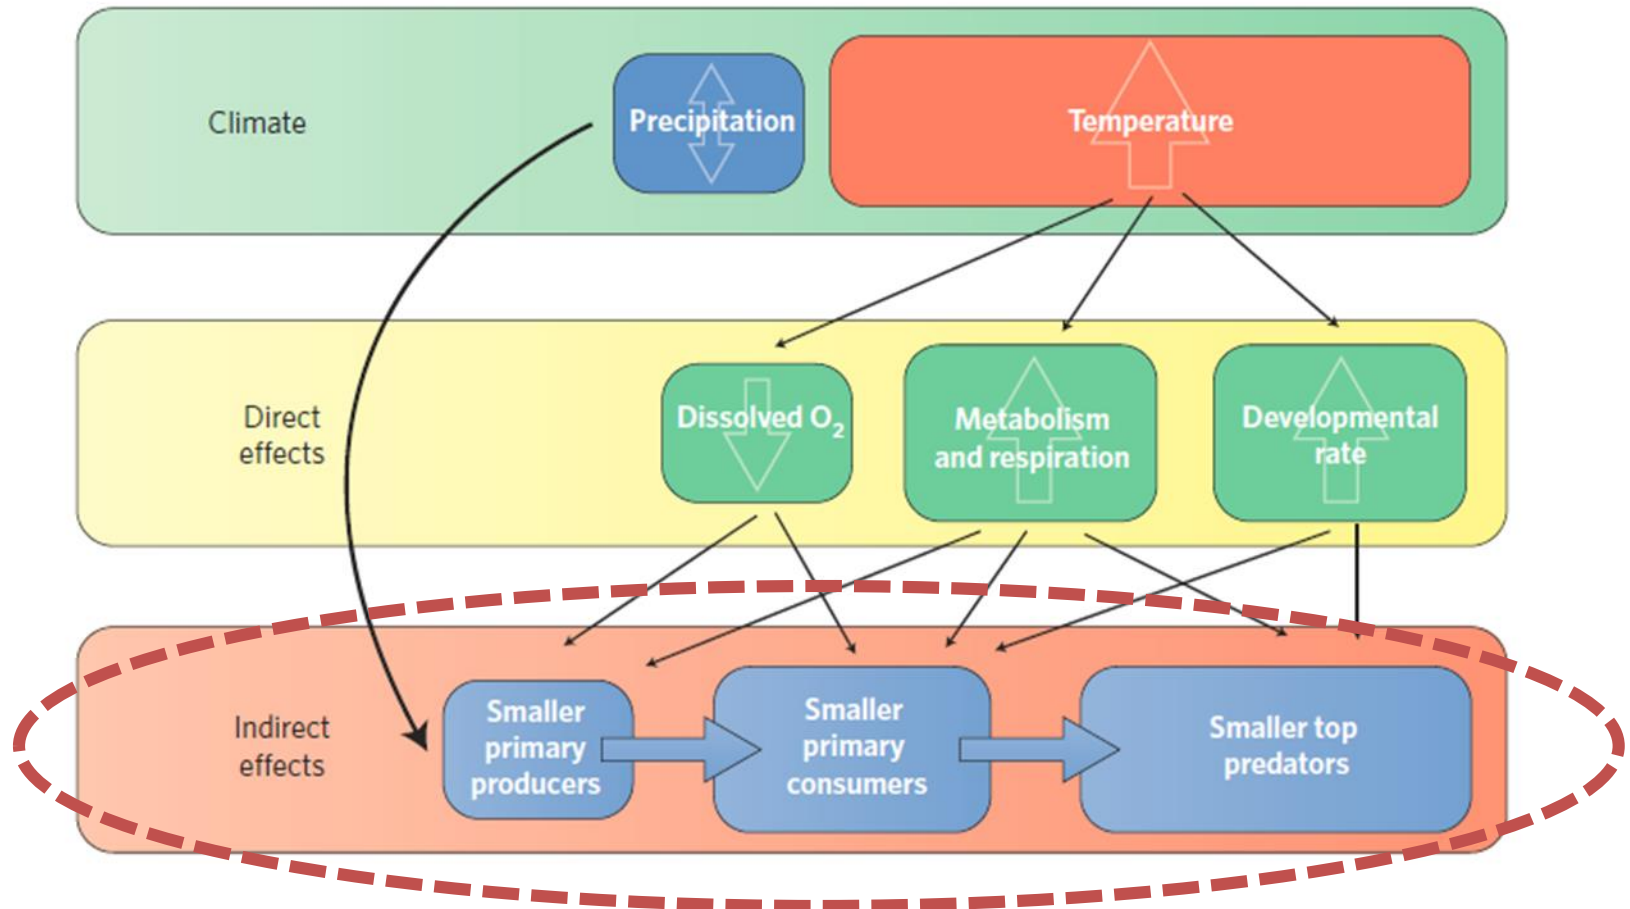 Climate
Precipitation
Temperature
Direct
effects
Dissolved O₂
Metabolism
and respiration
Developmental
rate
Indirect
effects
Smaller
primary
producers
Smaller
primary
consumers
Smaller top
predators